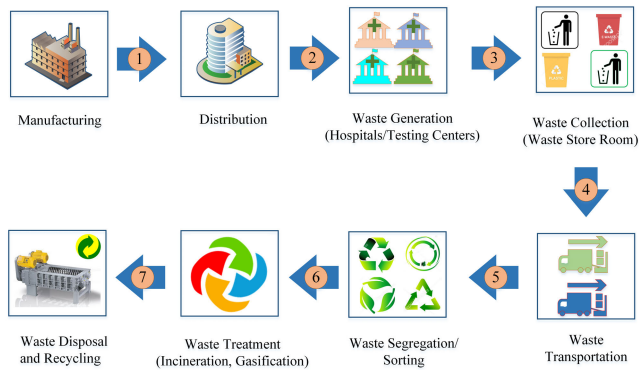 1
2
3
Manufacturing
Distribution
Waste Generation
(Hospitals/Testing Centers)
Waste Collection
(Waste Store Room)
4
7
6
5
Waste Disposal
and Recycling
Waste Treatment
(Incineration, Gasification)
Waste Segregation/
Sorting
Waste
Transportation